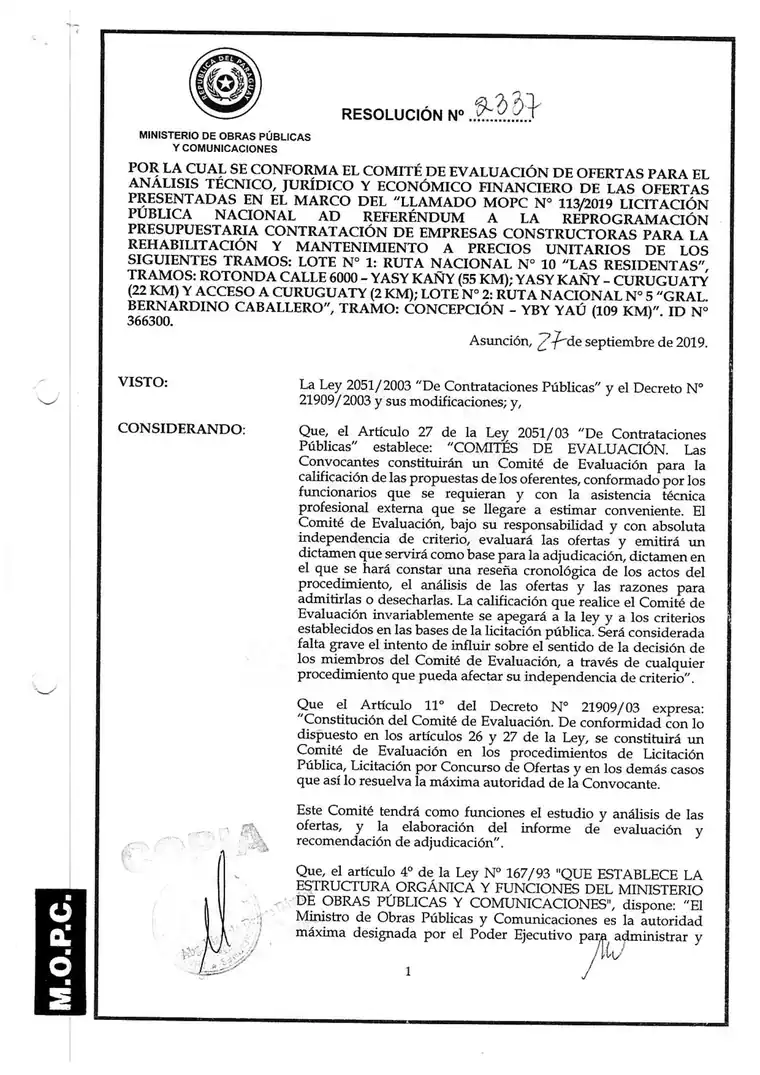 REPUBLICA DEL PARAGUAY
RESOLUCIÓN Nº 2337
MINISTERIO DE OBRAS PÚBLICAS
Y COMUNICACIONES
POR LA CUAL SE CONFORMA EL COMITÉ DE EVALUACIÓN DE OFERTAS PARA EL
ANÁLISIS TÉCNICO, JURÍDICO Y ECONÓMICO FINANCIERO DE LAS OFERTAS
PRESENTADAS EN EL MARCO DEL "LLAMADO MOPC Nº 113/2019 LICITACIÓN
PÚBLICA NACIONAL AD REFERÉNDUM A LA REPROGRAMACIÓN
PRESUPUESTARIA CONTRATACIÓN DE EMPRESAS CONSTRUCTORAS PARA LA
REHABILITACIÓN Y MANTENIMIENTO A PRECIOS UNITARIOS DE LOS
SIGUIENTES TRAMOS: LOTE Nº 1: RUTA NACIONAL Nº 10 "LAS RESIDENTAS",
TRAMOS: ROTONDA CALLE 6000 – YASY KAÑY (55 KM); YASY KAÑY – CURUGUATY
(22 KM) Y ACCESO A CURUGUATY (2 KM); LOTE Nº 2: RUTA NACIONAL Nº 5 "GRAL.
BERNARDINO CABALLERO", TRAMO: CONCEPCIÓN – YBY YAÚ (109 KM)". ID Nº
366300.
Asunción, 27 de septiembre de 2019.
VISTO: La Ley 2051/2003 "De Contrataciones Públicas" y el Decreto Nº
21909/2003 y sus modificaciones; y,
CONSIDERANDO: Que, el Artículo 27 de la Ley 2051/03 "De Contrataciones
Públicas" establece: "COMITÉS DE EVALUACIÓN. Las
Convocantes constituirán un Comité de Evaluación para la
calificación de las propuestas de los oferentes, conformado por los
funcionarios que se requieran y con la asistencia técnica
profesional externa que se llegare a estimar conveniente. El
Comité de Evaluación, bajo su responsabilidad y con absoluta
independencia de criterio, evaluará las ofertas y emitirá un
dictamen que servirá como base para la adjudicación, dictamen en
el que se hará constar una reseña cronológica de los actos del
procedimiento, el análisis de las ofertas y las razones para
admitirlas o desecharlas. La calificación que realice el Comité de
Evaluación invariablemente se apegará a la ley y a los criterios
establecidos en las bases de la licitación pública. Será considerada
falta grave el intento de influir sobre el sentido de la decisión de
los miembros del Comité de Evaluación, a través de cualquier
procedimiento que pueda afectar su independencia de criterio".
Que el Artículo 11º del Decreto Nº 21909/03 expresa:
"Constitución del Comité de Evaluación. De conformidad con lo
dispuesto en los artículos 26 y 27 de la Ley, se constituirá un
Comité de Evaluación en los procedimientos de Licitación
Pública, Licitación por Concurso de Ofertas y en los demás casos
que así lo resuelva la máxima autoridad de la Convocante.
Este Comité tendrá como funciones el estudio y análisis de las
ofertas, y la elaboración del informe de evaluación y
recomendación de adjudicación".
COPIA
Que, el artículo 4º de la Ley Nº 167/93 "QUE ESTABLECE LA
ESTRUCTURA ORGÁNICA Y FUNCIONES DEL MINISTERIO
DE OBRAS PÚBLICAS Y COMUNICACIONES", dispone: "El
Ministro de Obras Públicas y Comunicaciones es la autoridad
máxima designada por el Poder Ejecutivo para administrar y
1
M.O.P.C.